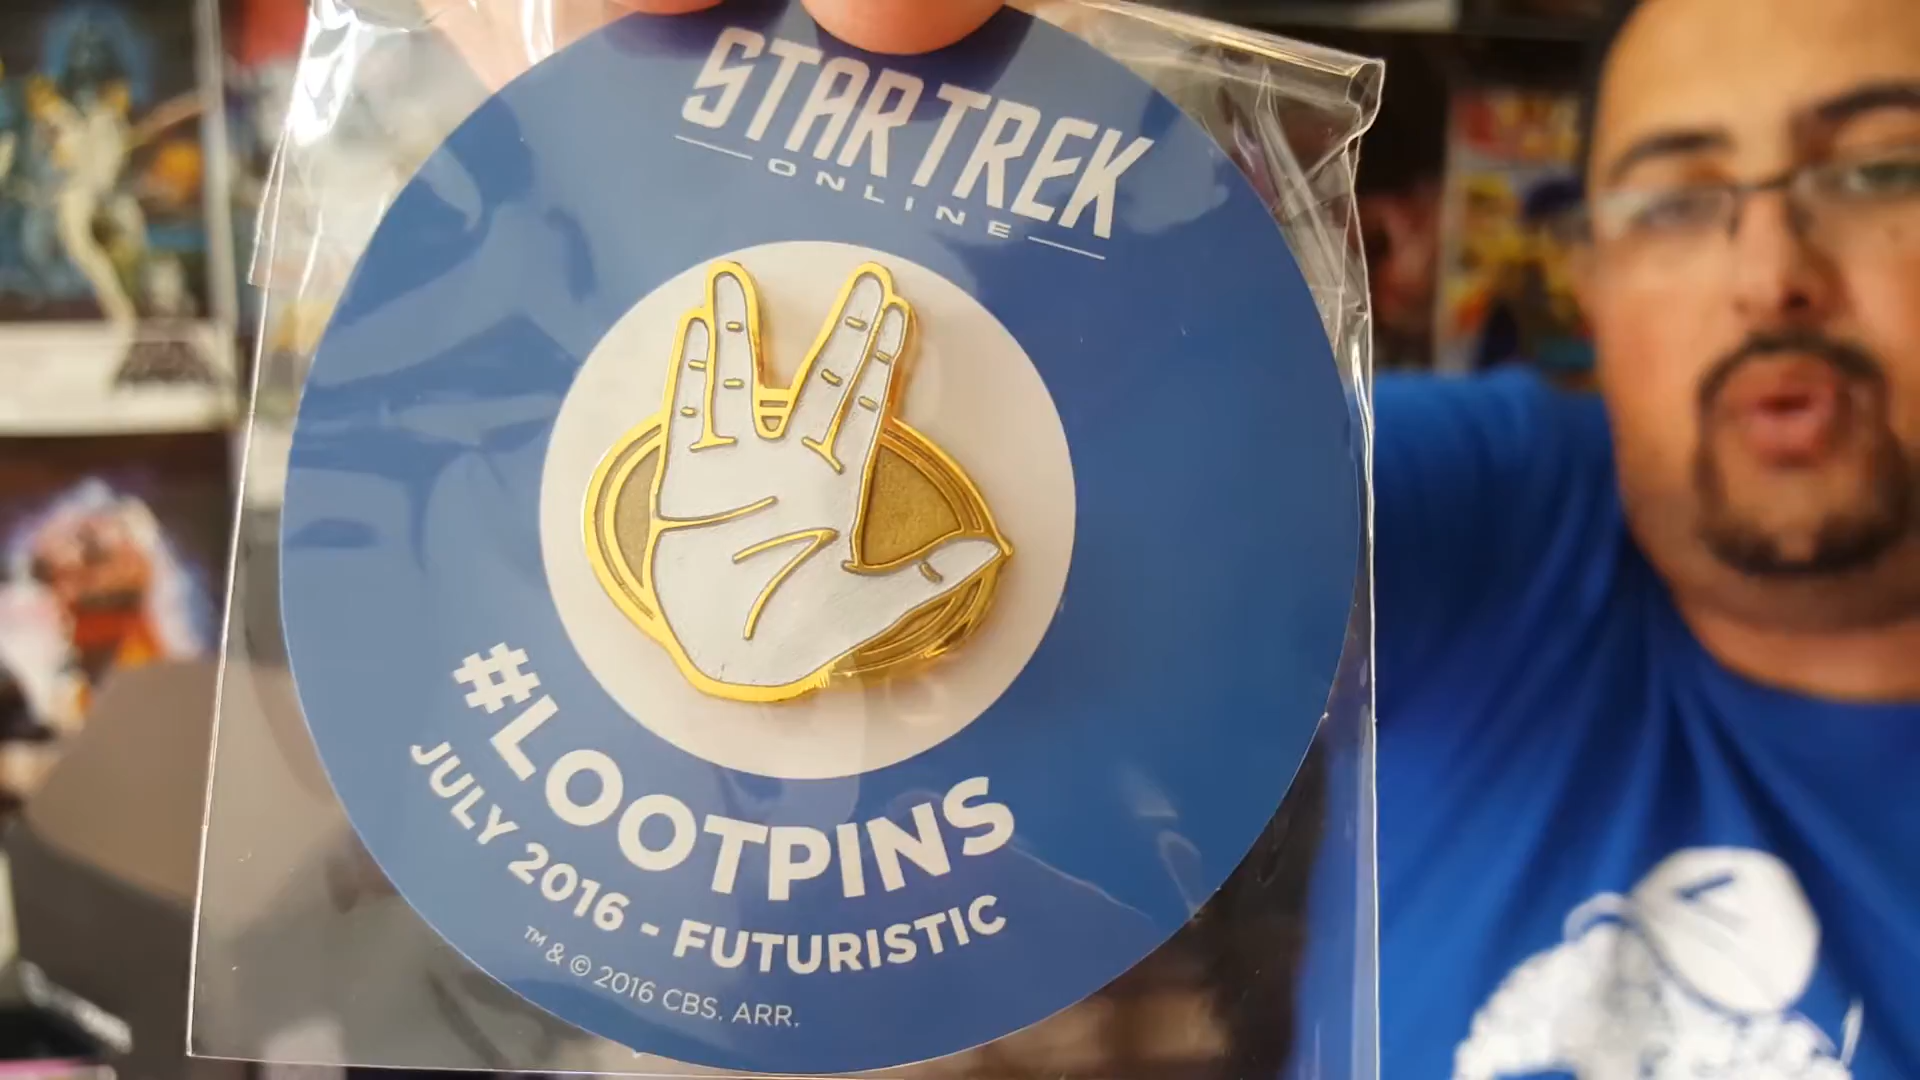 STAR TREK
ONLINE
#LOOTPINS
JULY 2016 - FUTURISTIC
™ & © 2016 CBS. ARR.